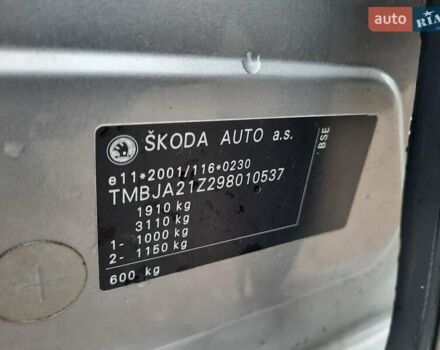 auto RIA
ŠKODA AUTO a.s.
BSE
e11*2001/116*0230
TMBJA21Z298010537
1910 kg
3110 kg
1- 1000 kg
2- 1150 kg
600 kg